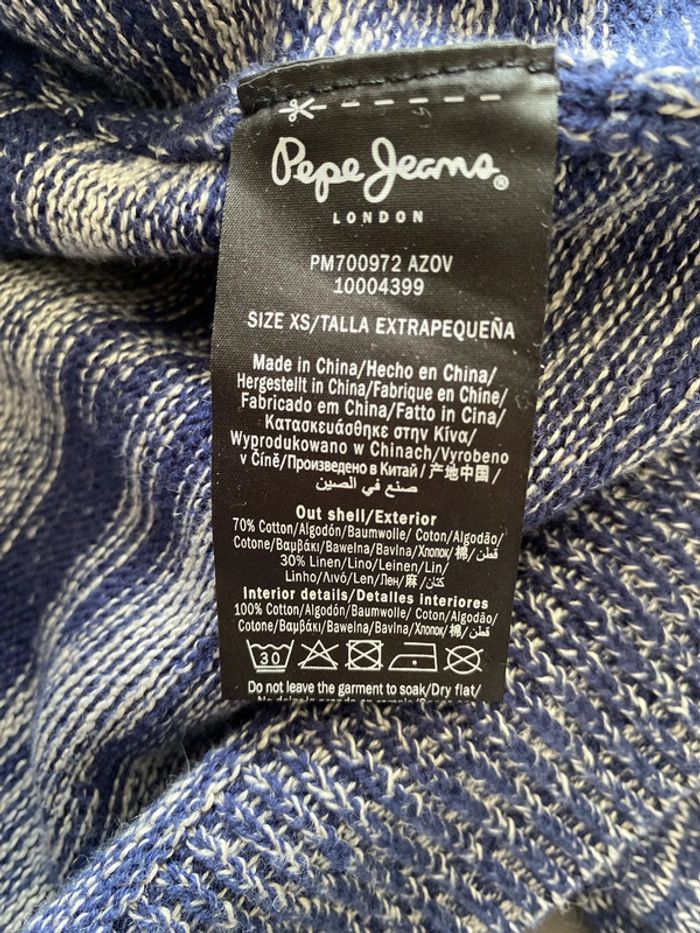 Pepe Jeans®
LONDON
PM700972 AZOV
10004399
SIZE XS/TALLA EXTRAPEQUEÑA
Made in China/Hecho en China/
Hergestellt in China/Fabrique en Chine/
Fabricado em China/Fatto in Cina/
Κατασκευάσθηκε στην Κίνα/
Wyprodukowano w Chinach/Vyrobeno
v Číně/Произведено в Китай/产地中国/
صنع في الصين
Out shell/Exterior
70% Cotton/Algodón/Baumwolle/ Coton/Algodão/
Cotone/Βαμβάκι/Bawelna/Bavlna/Хлопок/棉/قطن/
30% Linen/Lino/Leinen/Lin/
Linho/Λινό/Len/Лен/麻/كتان/
Interior details/Detalles interiores
100% Cotton/Algodón/Baumwolle/ Coton/Algodão/
Cotone/Βαμβάκι/Bawelna/Bavlna/Хлопок/棉/قطن/
30
Do not leave the garment to soak/Dry flat/